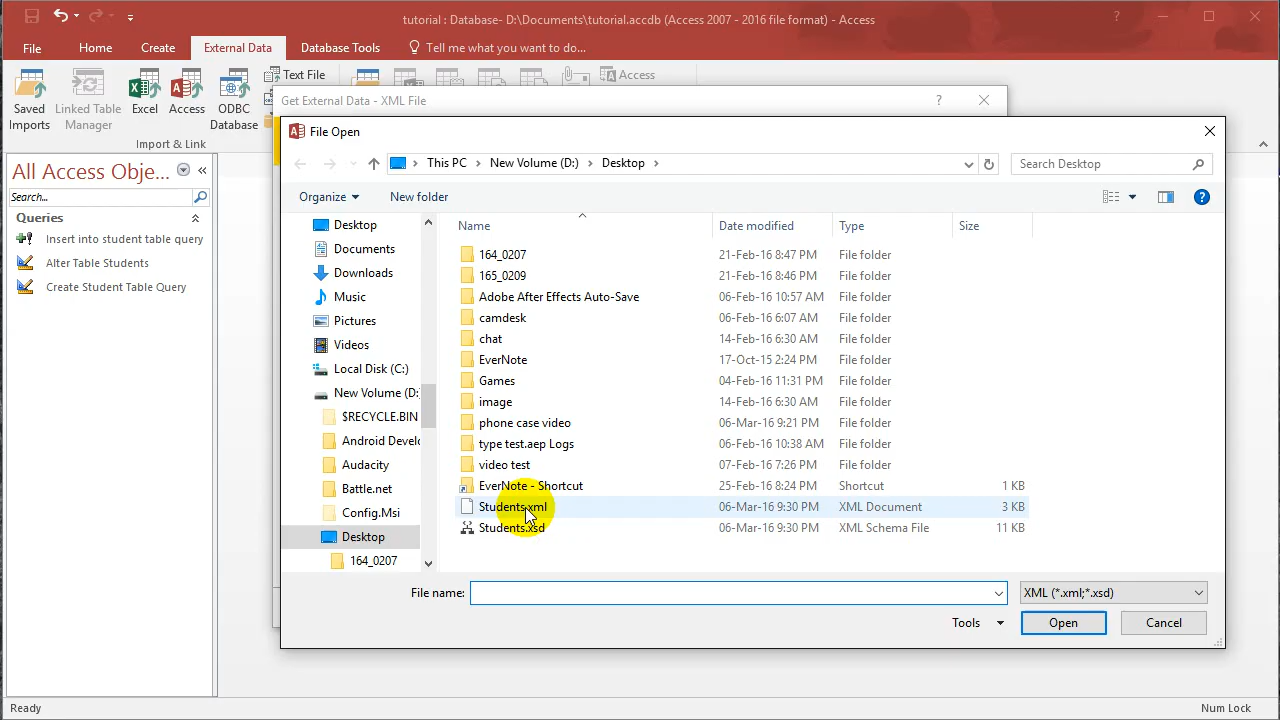 tutorial : Database- D:\Documents\tutorial.accdb (Access 2007 - 2016 file format) - Access
?
File Home Create External Data Database Tools Tell me what you want to do...
Saved Imports
Linked Table Manager
Excel
Access
ODBC Database
Text File
Access
Import & Link
Get External Data - XML File ?
All Access Obje...
Search...
Queries
Insert into student table query
Alter Table Students
Create Student Table Query
File Open
This PC > New Volume (D:) > Desktop >
Search Desktop
Organize New folder ?
Desktop
Documents
Downloads
Music
Pictures
Videos
Local Disk (C:)
New Volume (D:
$RECYCLE.BIN
Android Develo
Audacity
Battle.net
Config.Msi
Desktop
164_0207
Name Date modified Type Size
164_0207 21-Feb-16 8:47 PM File folder
165_0209 21-Feb-16 8:46 PM File folder
Adobe After Effects Auto-Save 06-Feb-16 10:57 AM File folder
camdesk 06-Feb-16 6:07 AM File folder
chat 14-Feb-16 6:30 AM File folder
EverNote 17-Oct-15 2:24 PM File folder
Games 04-Feb-16 11:31 PM File folder
image 14-Feb-16 6:30 AM File folder
phone case video 06-Mar-16 9:21 PM File folder
type test.aep Logs 06-Feb-16 10:38 AM File folder
video test 07-Feb-16 7:26 PM File folder
EverNote - Shortcut 25-Feb-16 8:24 PM Shortcut 1 KB
Students.xml 06-Mar-16 9:30 PM XML Document 3 KB
Students.xsd 06-Mar-16 9:30 PM XML Schema File 11 KB
File name: XML (*.xml;*.xsd)
Tools Open Cancel
Ready Num Lock